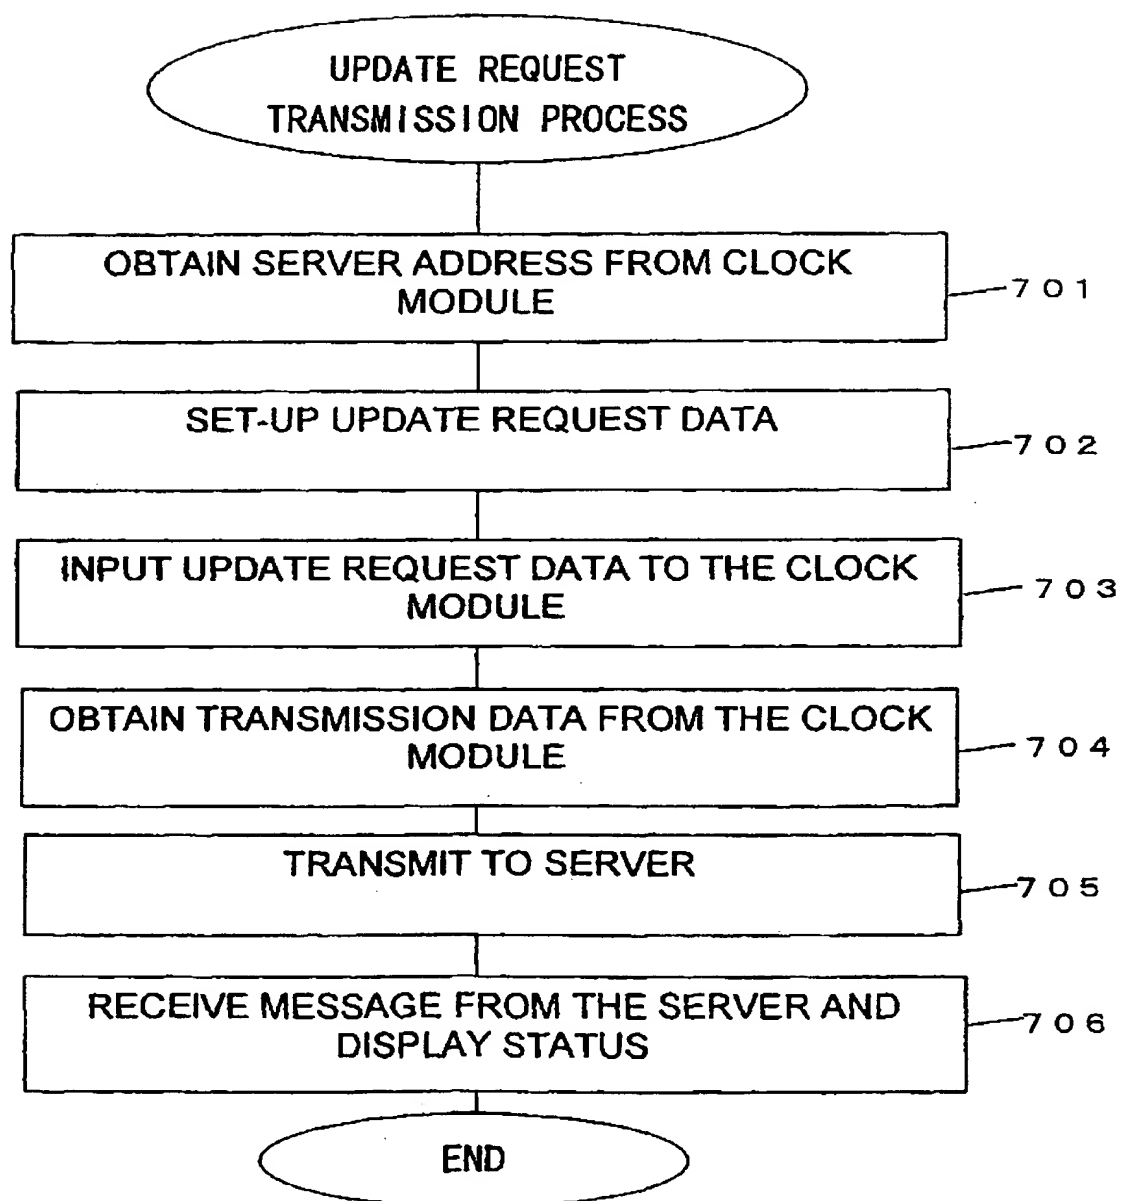 UPDATE REQUEST
TRANSMISSION PROCESS
OBTAIN SERVER ADDRESS FROM CLOCK
MODULE
701
SET-UP UPDATE REQUEST DATA
702
INPUT UPDATE REQUEST DATA TO THE CLOCK
MODULE
703
OBTAIN TRANSMISSION DATA FROM THE CLOCK
MODULE
704
TRANSMIT TO SERVER
705
RECEIVE MESSAGE FROM THE SERVER AND
DISPLAY STATUS
706
END